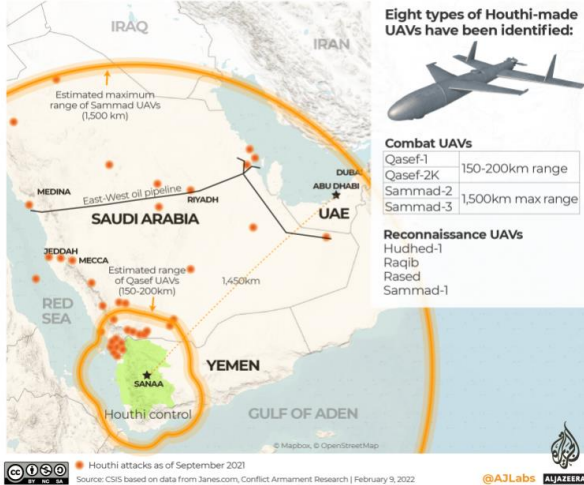 Eight types of Houthi-made
UAVs have been identified:
Combat UAVs
Qasef-1
Qasef-2K
150-200km range
Sammad-2
Sammad-3
1,500km max range
Reconnaissance UAVs
Hudhed-1
Raqib
Rased
Sammad-1
IRAQ
IRAN
Estimated maximum
range of Sammad UAVs
(1,500 km)
DUBA
ABU DHABI
UAE
MEDINA
East-West oil pipeline
RIYADH
SAUDI ARABIA
JEDDAH
MECCA
Estimated range
of Qasef UAVs
(150-200km)
1,450km
RED
SEA
YEMEN
SANAA
Houthi control
GULF OF ADEN
© Mapbox, © OpenStreetMap
cc BY NC SA
Houthi attacks as of September 2021
Source: CSIS based on data from Janes.com, Conflict Armament Research | February 9, 2022
@AJLabs
ALJAZEERA